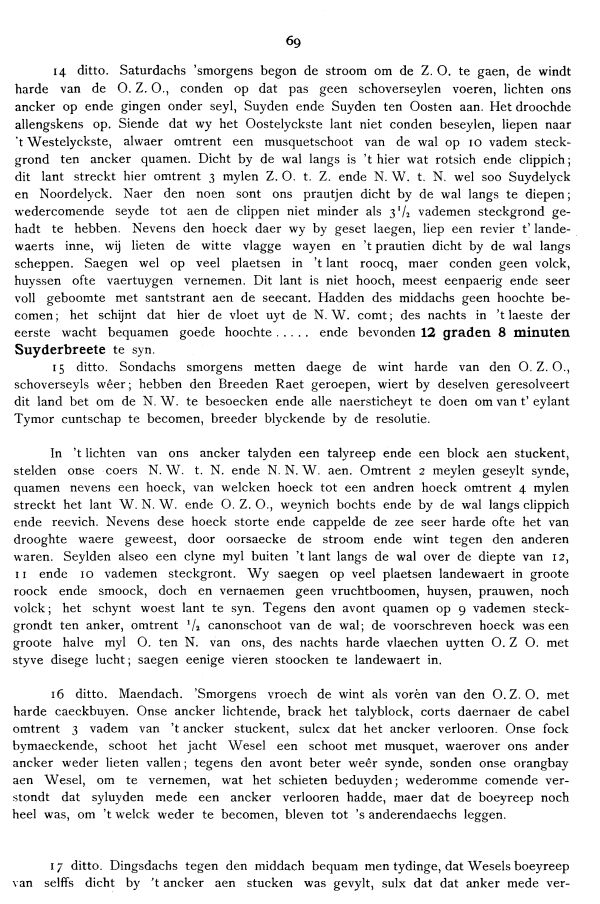 69
14 ditto. Saturdachs 'smorgens begon de stroom om de Z. O. te gaen, de windt
harde van de O. Z. O., conden op dat pas geen schoverseylen voeren, lichten ons
ancker op ende gingen onder seyl, Suyden ende Suyden ten Oosten aan. Het droochde
allengskens op. Siende dat wy het Oostelyckste lant niet conden beseylen, liepen naar
't Westelyckste, alwaer omtrent een musquetschoot van de wal op 10 vadem steck-
grond ten ancker quamen. Dicht by de wal langs is 't hier wat rotsich ende clippich;
dit lant streckt hier omtrent 3 mylen Z. O. t. Z. ende N. W. t. N. wel soo Suydelyck
en Noordelyck. Naer den noen sont ons prautjen dicht by de wal langs te diepen;
wedercomende seyde tot aen de clippen niet minder als 3 1/2 vademen steckgrond ge-
hadt te hebben. Nevens den hoeck daer wy by geset laegen, liep een revier t' lande-
waerts inne, wij lieten de witte vlagge wayen en 't prautien dicht by de wal langs
scheppen. Saegen wel op veel plaetsen in 't lant roocq, maer conden geen volck,
huyssen ofte vaertuygen vernemen. Dit lant is niet hooch, meest eenpaerig ende seer
voll geboomte met santstrant aen de seecant. Hadden des middachs geen hoochte be-
comen; het schijnt dat hier de vloet uyt de N. W. comt; des nachts in 't laeste der
eerste wacht bequamen goede hoochte ..... ende bevonden 12 graden 8 minuten
Suyderbreete te syn.
15 ditto. Sondachs smorgens metten daege de wint harde van den O. Z. O.,
schoverseyls wêer; hebben den Breeden Raet geroepen, wiert by deselven geresolveert
dit land bet om de N. W. te besoecken ende alle naersticheyt te doen om van t' eylant
Tymor cuntschap te becomen, breeder blyckende by de resolutie.
In 't lichten van ons ancker talyden een talyreep ende een block aen stuckent,
stelden onse coers N. W. t. N. ende N. N. W. aen. Omtrent 2 meylen geseylt synde,
quamen nevens een hoeck, van welcken hoeck tot een andren hoeck omtrent 4 mylen
streckt het lant W. N. W. ende O. Z. O., weynich bochts ende by de wal langs clippich
ende reevich. Nevens dese hoeck storte ende cappelde de zee seer harde ofte het van
drooghte waere geweest, door oorsaecke de stroom ende wint tegen den anderen
waren. Seylden alseo een clyne myl buiten 't lant langs de wal over de diepte van 12,
11 ende 10 vademen steckgront. Wy saegen op veel plaetsen landewaert in groote
roock ende smoock, doch en vernaemen geen vruchtboomen, huysen, prauwen, noch
volck; het schynt woest lant te syn. Tegens den avont quamen op 9 vademen steck-
grondt ten anker, omtrent 1/2 canonschoot van de wal; de voorschreven hoeck was een
groote halve myl O. ten N. van ons, des nachts harde vlaechen uytten O. Z O. met
styve disege lucht; saegen eenige vieren stoocken te landewaert in.
16 ditto. Maendach. 'Smorgens vroech de wint als vorên van den O. Z. O. met
harde caeckbuyen. Onse ancker lichtende, brack het talyblock, corts daernaer de cabel
omtrent 3 vadem van 't ancker stuckent, sulcx dat het ancker verlooren. Onse fock
bymaeckende, schoot het jacht Wesel een schoot met musquet, waerover ons ander
ancker weder lieten vallen; tegens den avont beter weêr synde, sonden onse orangbay
aen Wesel, om te vernemen, wat het schieten beduyden; wederomme comende ver-
stondt dat syluyden mede een ancker verlooren hadde, maer dat de boeyreep noch
heel was, om 't welck weder te becomen, bleven tot 's anderendaechs leggen.
17 ditto. Dingsdachs tegen den middach bequam men tydinge, dat Wesels boeyreep
van selffs dicht by 't ancker aen stucken was gevylt, sulx dat dat anker mede ver-